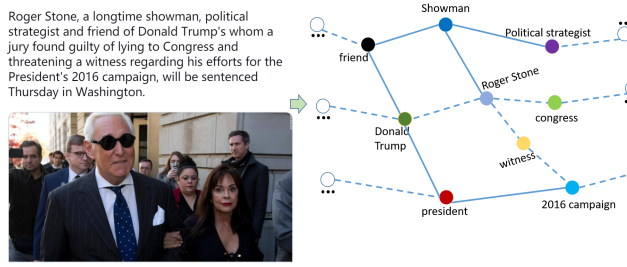 Roger Stone, a longtime showman, political
strategist and friend of Donald Trump's whom a
jury found guilty of lying to Congress and
threatening a witness regarding his efforts for the
President's 2016 campaign, will be sentenced
Thursday in Washington.
Showman
Political strategist
friend
Roger Stone
congress
Donald
Trump
witness
president
2016 campaign